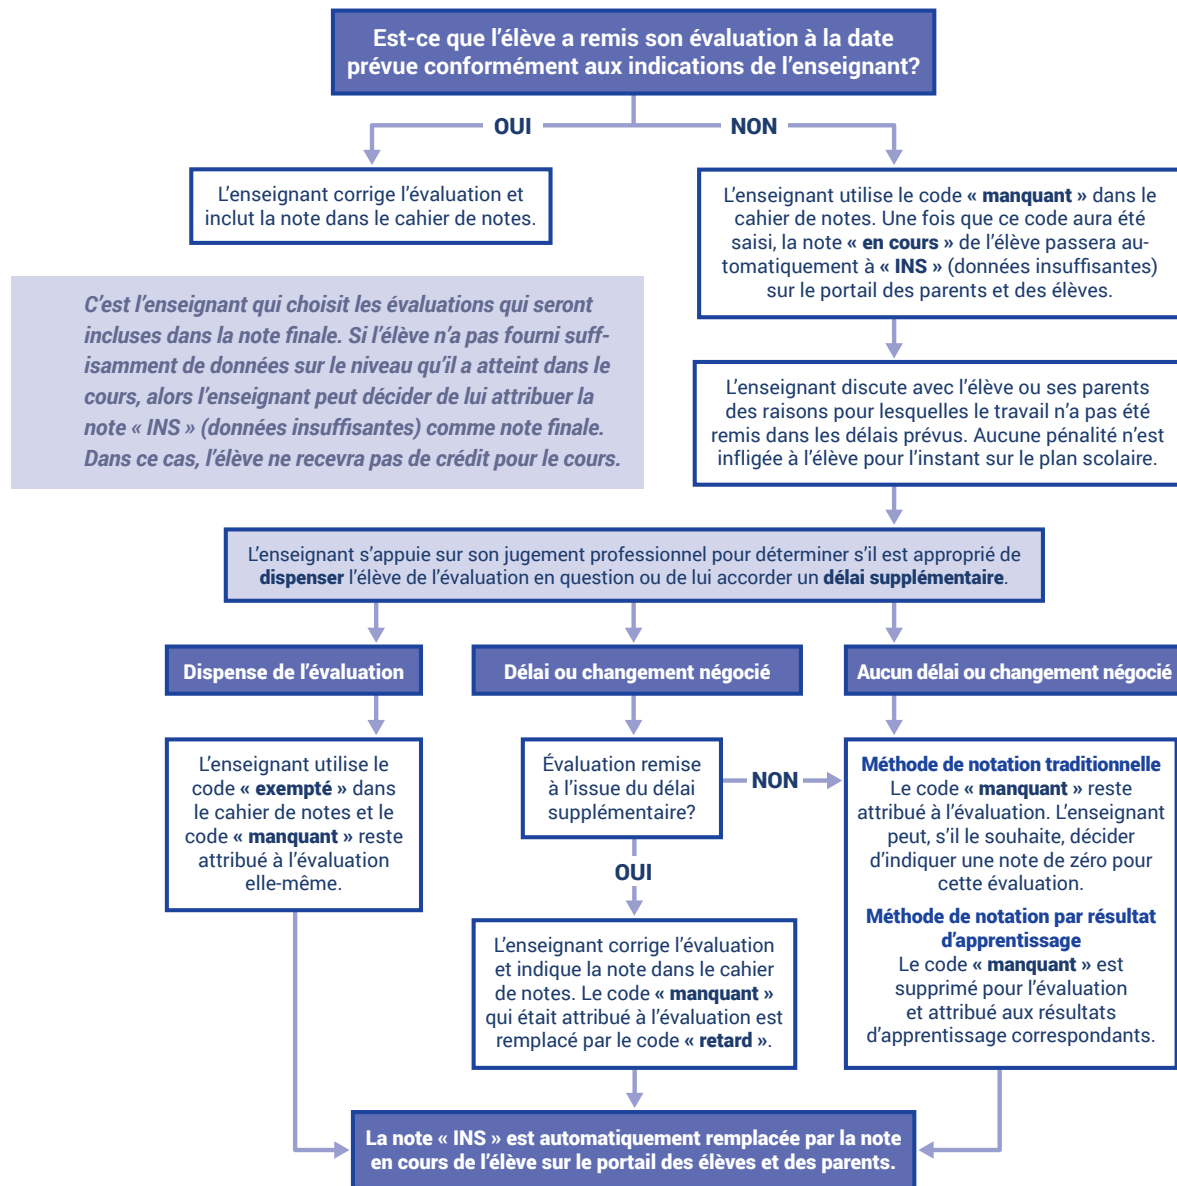 Est-ce que l’élève a remis son évaluation à la date
prévue conformément aux indications de l’enseignant?
OUI
NON
L’enseignant corrige l’évaluation et
inclut la note dans le cahier de notes.
L’enseignant utilise le code « manquant » dans le
cahier de notes. Une fois que ce code aura été
saisi, la note « en cours » de l’élève passera au-
tomatiquement à « INS » (données insuffisantes)
sur le portail des parents et des élèves.
C’est l’enseignant qui choisit les évaluations qui seront
incluses dans la note finale. Si l’élève n’a pas fourni suff-
isamment de données sur le niveau qu’il a atteint dans le
cours, alors l’enseignant peut décider de lui attribuer la
note « INS » (données insuffisantes) comme note finale.
Dans ce cas, l’élève ne recevra pas de crédit pour le cours.
L’enseignant discute avec l’élève ou ses parents
des raisons pour lesquelles le travail n’a pas été
remis dans les délais prévus. Aucune pénalité n’est
infligée à l’élève pour l’instant sur le plan scolaire.
L’enseignant s’appuie sur son jugement professionnel pour déterminer s’il est approprié de
dispenser l’élève de l’évaluation en question ou de lui accorder un délai supplémentaire.
Dispense de l’évaluation
Délai ou changement négocié
Aucun délai ou changement négocié
L’enseignant utilise le
code « exempté » dans
le cahier de notes et le
code « manquant » reste
attribué à l’évaluation
elle-même.
Évaluation remise
à l’issue du délai
supplémentaire?
NON
OUI
L’enseignant corrige l’évaluation
et indique la note dans le cahier
de notes. Le code « manquant »
qui était attribué à l’évaluation est
remplacé par le code « retard ».
Méthode de notation traditionnelle
Le code « manquant » reste
attribué à l’évaluation. L’enseignant
peut, s’il le souhaite, décider
d’indiquer une note de zéro pour
cette évaluation.
Méthode de notation par résultat
d’apprentissage
Le code « manquant » est
supprimé pour l’évaluation
et attribué aux résultats
d’apprentissage correspondants.
La note « INS » est automatiquement remplacée par la note
en cours de l’élève sur le portail des élèves et des parents.